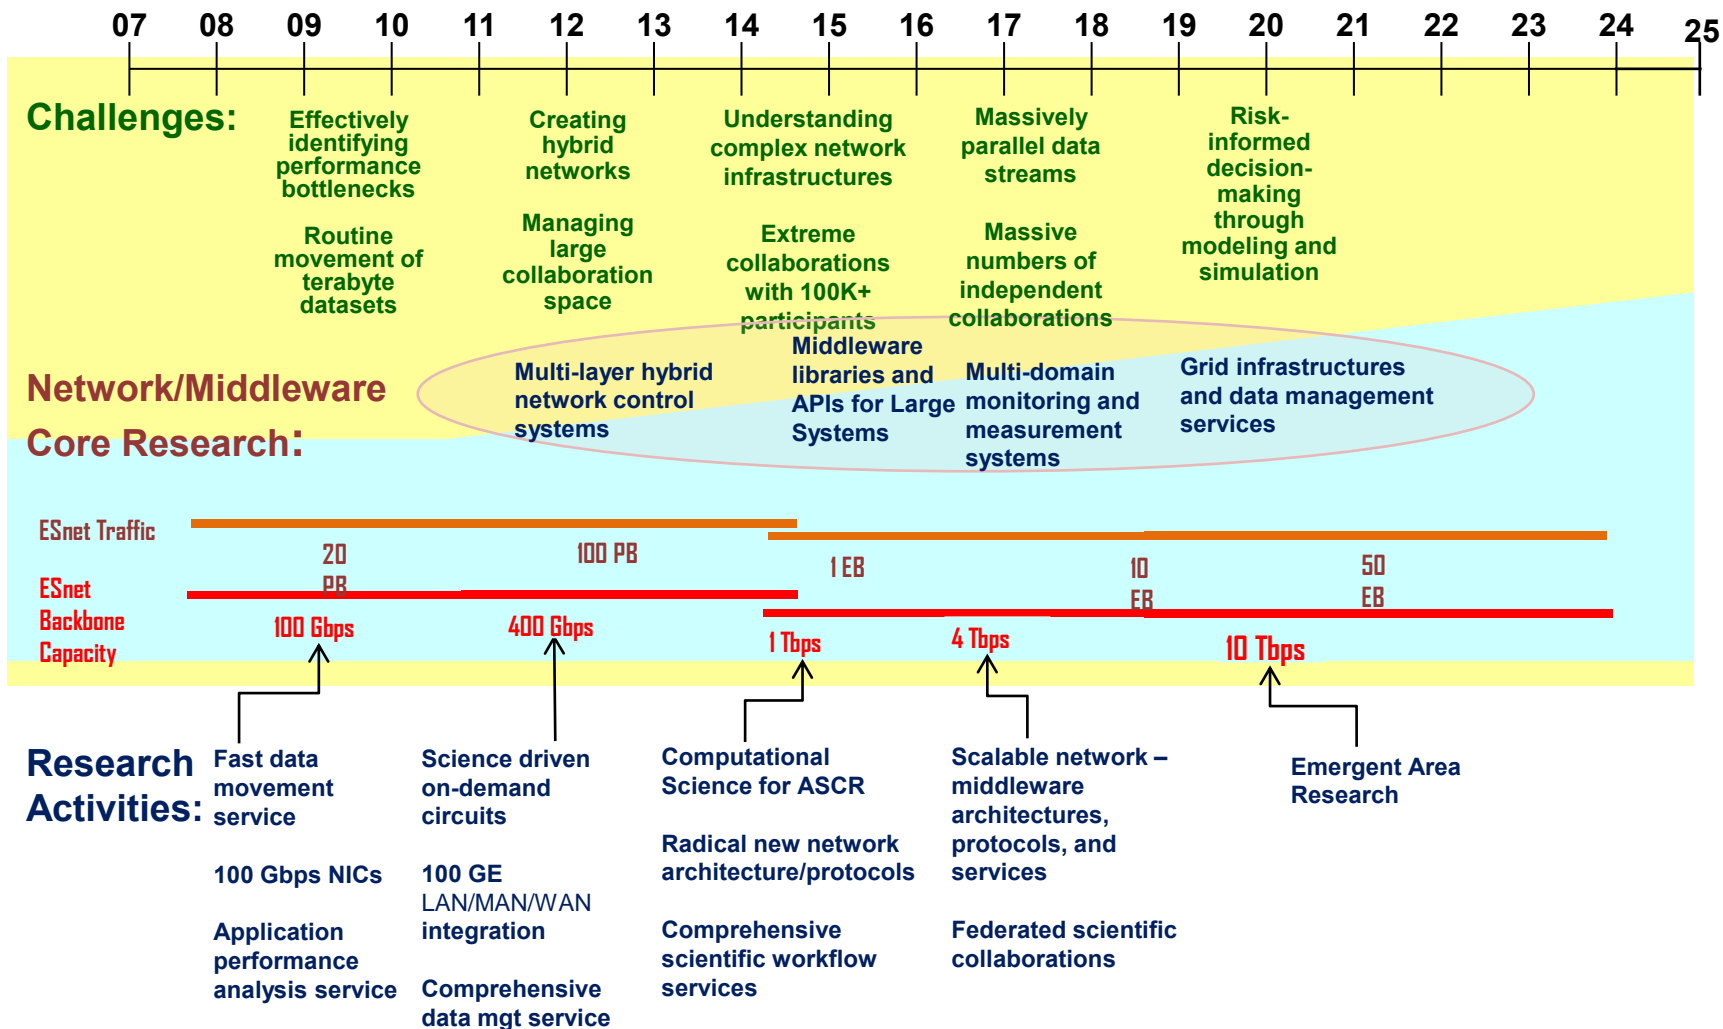 07 08 09 10 11 12 13 14 15 16 17 18 19 20 21 22 23 24 25
Challenges:
Effectively
identifying
performance
bottlenecks
Routine
movement of
terabyte
datasets
Creating
hybrid
networks
Managing
large
collaboration
space
Understanding
complex network
infrastructures
Extreme
collaborations
with 100K+
participants
Massively
parallel data
streams
Massive
numbers of
independent
collaborations
Risk-
informed
decision-
making
through
modeling and
simulation
Network/Middleware
Core Research:
Multi-layer hybrid
network control
systems
Middleware
libraries and
APIs for Large
Systems
Multi-domain
monitoring and
measurement
systems
Grid infrastructures
and data management
services
ESnet Traffic
20
PB
100 PB
1 EB
10
EB
50
EB
ESnet
Backbone
Capacity
100 Gbps
400 Gbps
1 Tbps
4 Tbps
10 Tbps
Research
Activities:
Fast data
movement
service
100 Gbps NICs
Application
performance
analysis service
Science driven
on-demand
circuits
100 GE
LAN/MAN/WAN
integration
Comprehensive
data mgt service
Computational
Science for ASCR
Radical new network
architecture/protocols
Comprehensive
scientific workflow
services
Scalable network –
middleware
architectures,
protocols, and
services
Federated scientific
collaborations
Emergent Area
Research